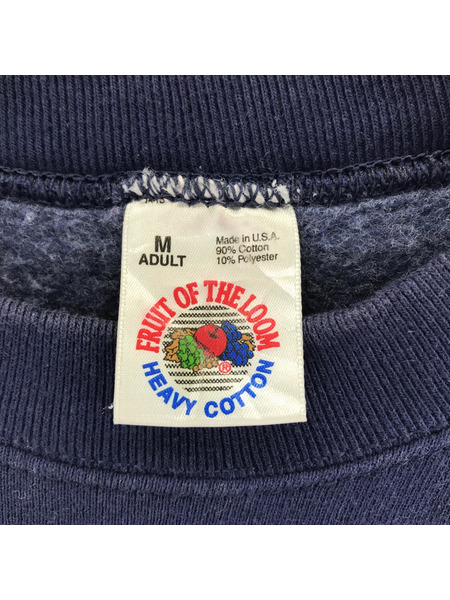 M
ADULT
Made in U.S.A.
90% Cotton
10% Polyester
FRUIT OF THE LOOM
®
HEAVY COTTON